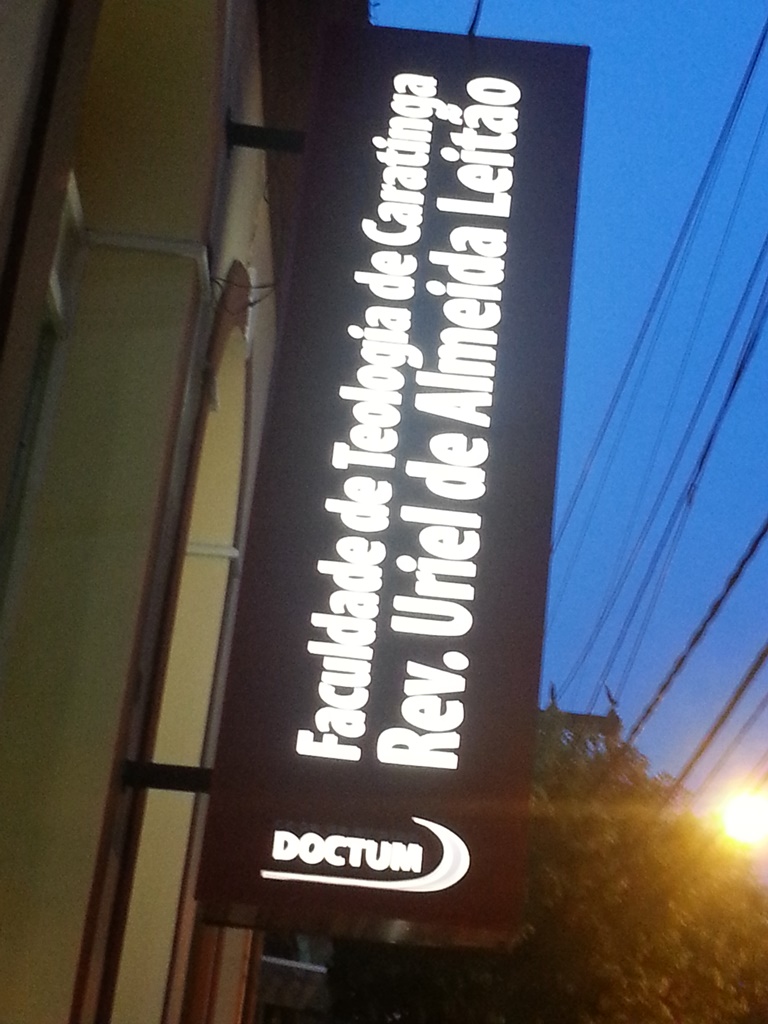 Faculdade de Teologia de Caratinga
Rev. Uriel de Almeida Leitão
DOCTUM